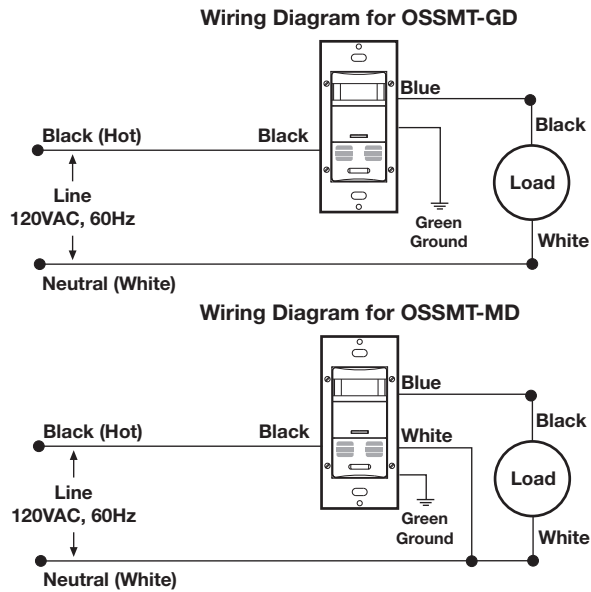 Wiring Diagram for OSSMT-GD
Blue
Black (Hot)
Black
Black
Line
120VAC, 60Hz
Load
Green
Ground
White
Neutral (White)
Wiring Diagram for OSSMT-MD
Blue
Black (Hot)
Black
White
Black
Line
120VAC, 60Hz
Load
Green
Ground
White
Neutral (White)